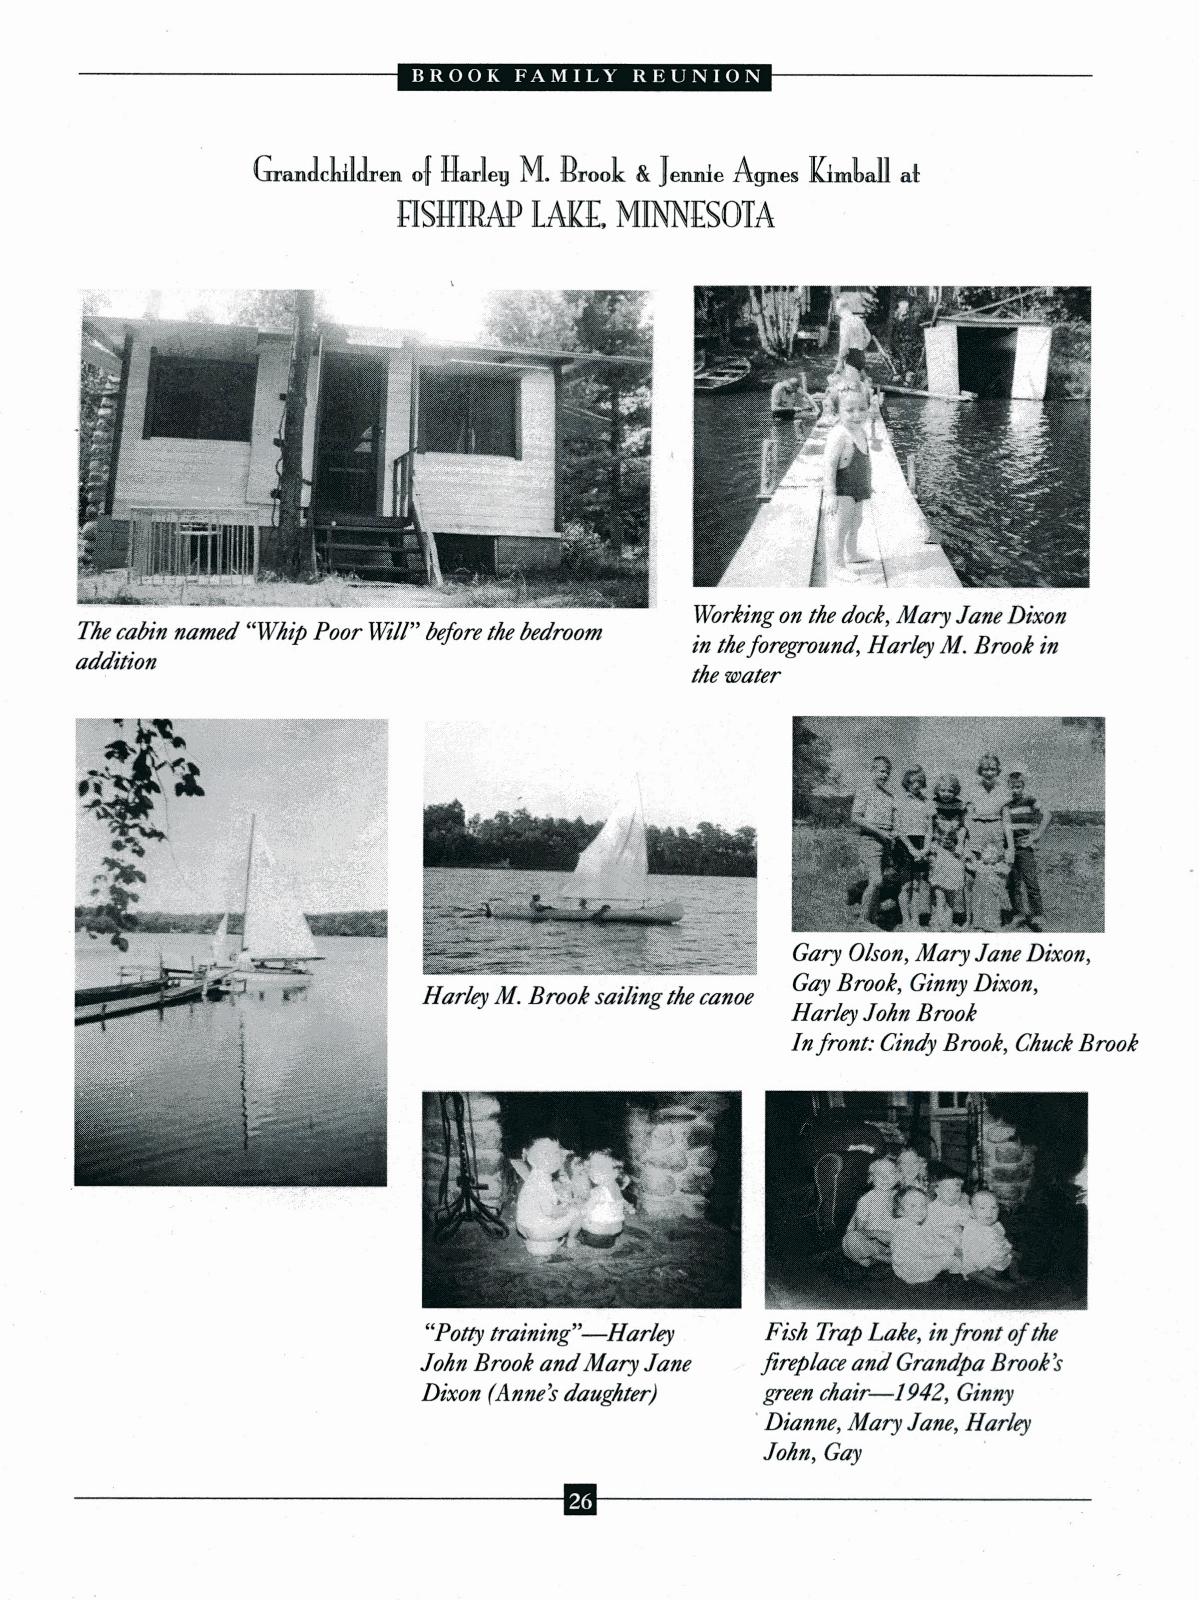 BROOK FAMILY REUNION
Grandchildren of Harley M. Brook & Jennie Agnes Kimball at
FISHTRAP LAKE, MINNESOTA
The cabin named “Whip Poor Will” before the bedroom
addition
Working on the dock, Mary Jane Dixon
in the foreground, Harley M. Brook in
the water
Harley M. Brook sailing the canoe
Gary Olson, Mary Jane Dixon,
Gay Brook, Ginny Dixon,
Harley John Brook
In front: Cindy Brook, Chuck Brook
“Potty training”—Harley
John Brook and Mary Jane
Dixon (Anne’s daughter)
Fish Trap Lake, in front of the
fireplace and Grandpa Brook’s
green chair—1942, Ginny
Dianne, Mary Jane, Harley
John, Gay
26